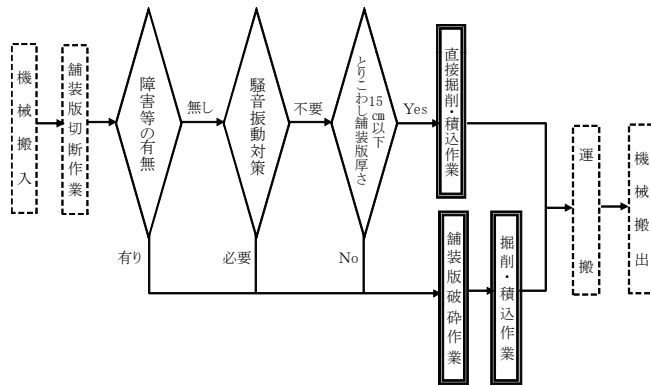 機械搬入
舗装版切断作業
障害等の有無
無し
有り
騒音振動対策
不要
必要
とりこわし舗装版厚さ
15cm以下
Yes
No
直接掘削・積込作業
舗装版破砕作業
掘削・積込作業
運搬
機械搬出